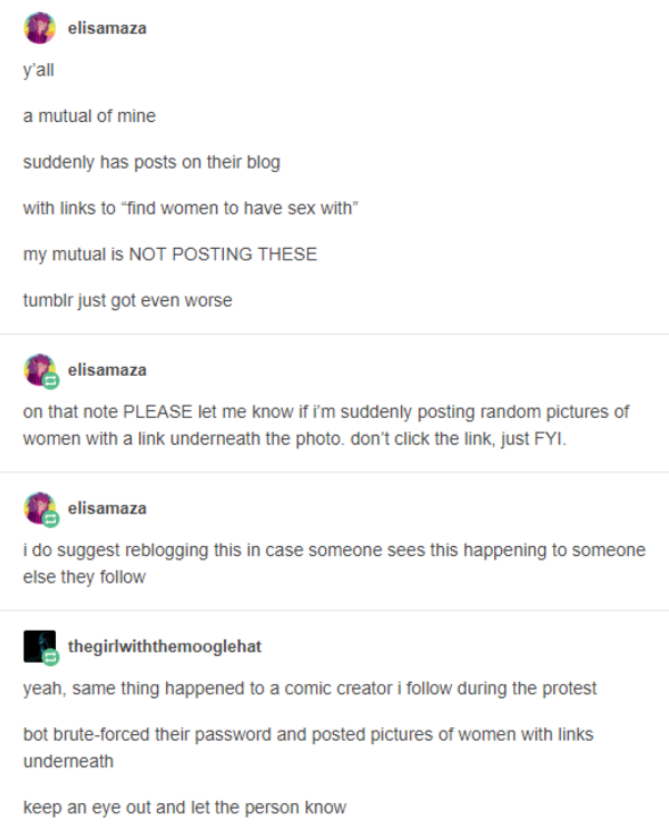 elisamaza
y'all
a mutual of mine
suddenly has posts on their blog
with links to “find women to have sex with”
my mutual is NOT POSTING THESE
tumblr just got even worse
elisamaza
on that note PLEASE let me know if i'm suddenly posting random pictures of
women with a link underneath the photo. don't click the link, just FYI.
elisamaza
i do suggest reblogging this in case someone sees this happening to someone
else they follow
thegirlwiththemooglehat
yeah, same thing happened to a comic creator i follow during the protest
bot brute-forced their password and posted pictures of women with links
underneath
keep an eye out and let the person know